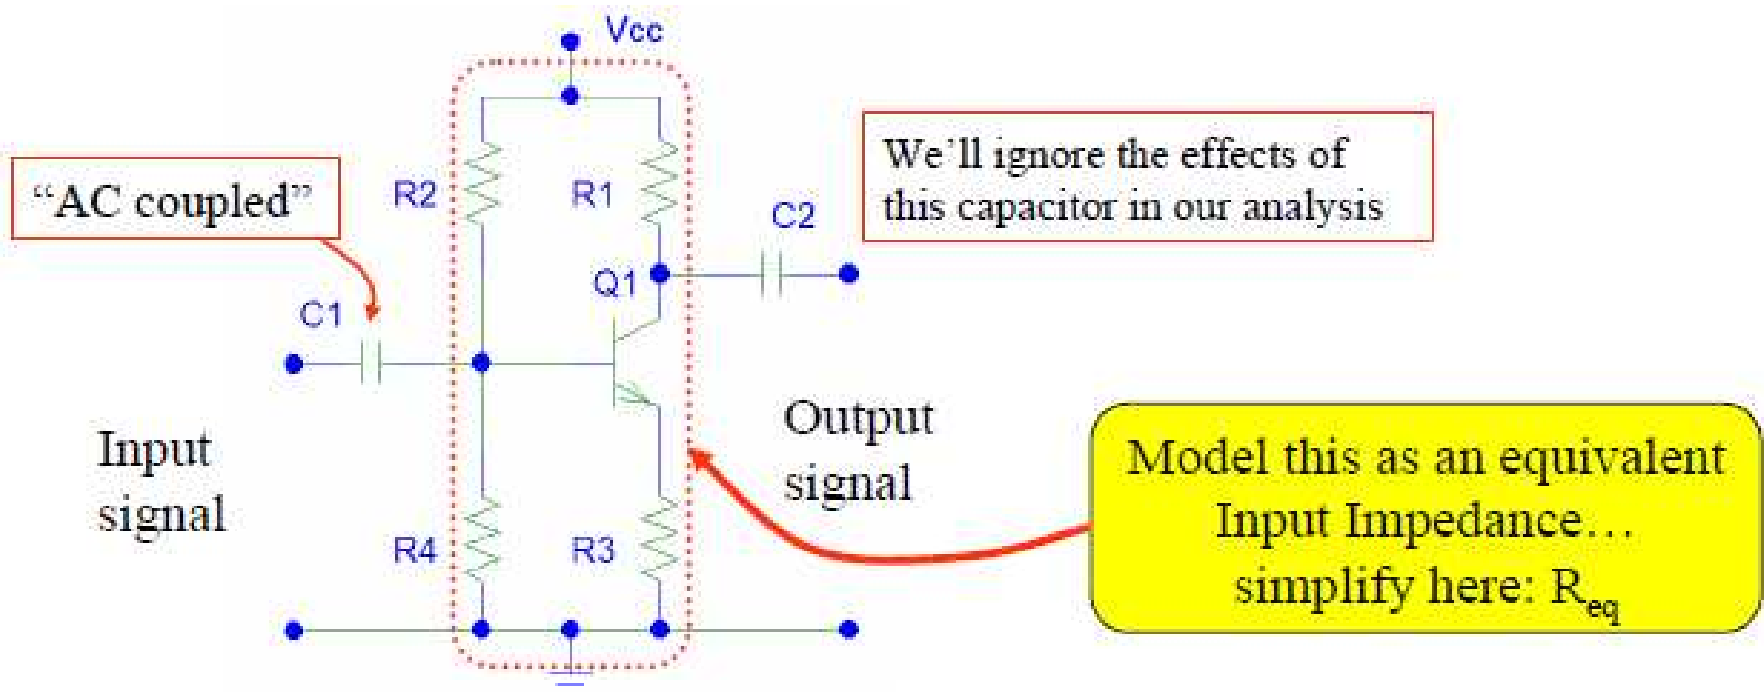 Vcc
We’ll ignore the effects of
this capacitor in our analysis
“AC coupled”
R2
R1
C2
Q1
C1
Output
signal
Input
signal
Model this as an equivalent
Input Impedance…
simplify here: Req
R4
R3